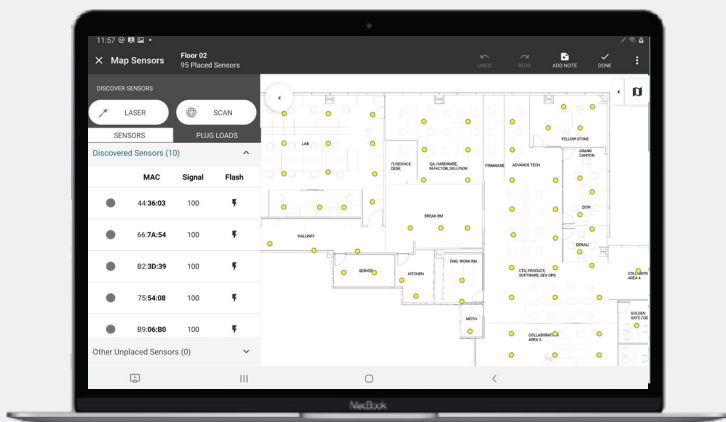 11:57
Map Sensors
Floor 02
95 Placed Sensors
UNDO
REDO
ADD NOTE
DONE
DISCOVER SENSORS
LASER
SCAN
SENSORS
PLUG LOADS
Discovered Sensors (10)
MAC Signal Flash
44:36:03 100
66:7A:54 100
B2:3D:39 100
75:54:08 100
B9:06:B0 100
Other Unplaced Sensors (0)
LAB
IT/SERVICE
DESK
QA, HARDWARE,
M-FACTOR, SOLUTION
FIRMWARE
ADVANCE TECH
YELLOW STONE
GRAND
CANYON
ZION
BREAK RM
HALLWAY
DENALI
SERVER
KITCHEN
ENG. WORK RM
CTO, PRODUCT,
SOFTWARE, DEV OPS
AREA 4
MOTH
COLLABORATION
AREA 3
GOLDEN
GATE
MacBook